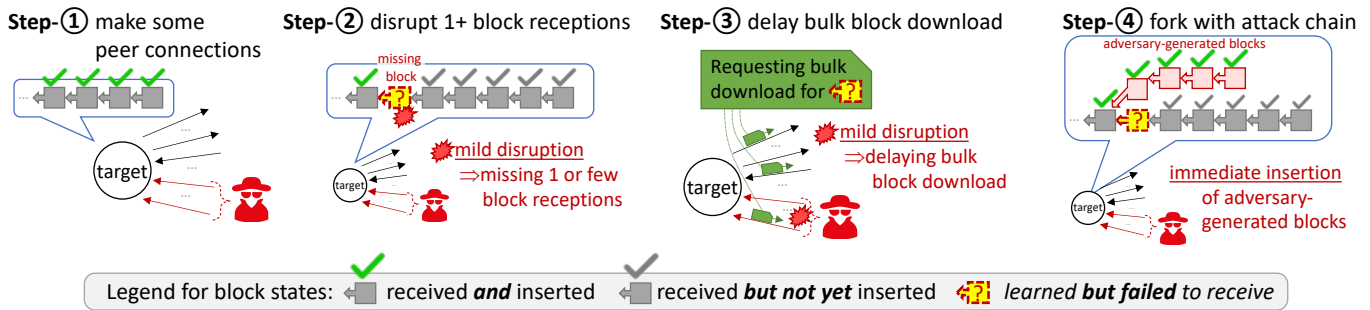 Step-① make some
peer connections
...
...
target
...
Step-② disrupt 1+ block receptions
missing
block
...
?
...
target
...
mild disruption
⇒missing 1 or few
block receptions
Step-③ delay bulk block download
Requesting bulk
download for ?
...
target
...
mild disruption
⇒delaying bulk
block download
Step-④ fork with attack chain
adversary-generated blocks
...
?
...
target
...
immediate insertion
of adversary-
generated blocks
Legend for block states: received and inserted received but not yet inserted ? learned but failed to receive